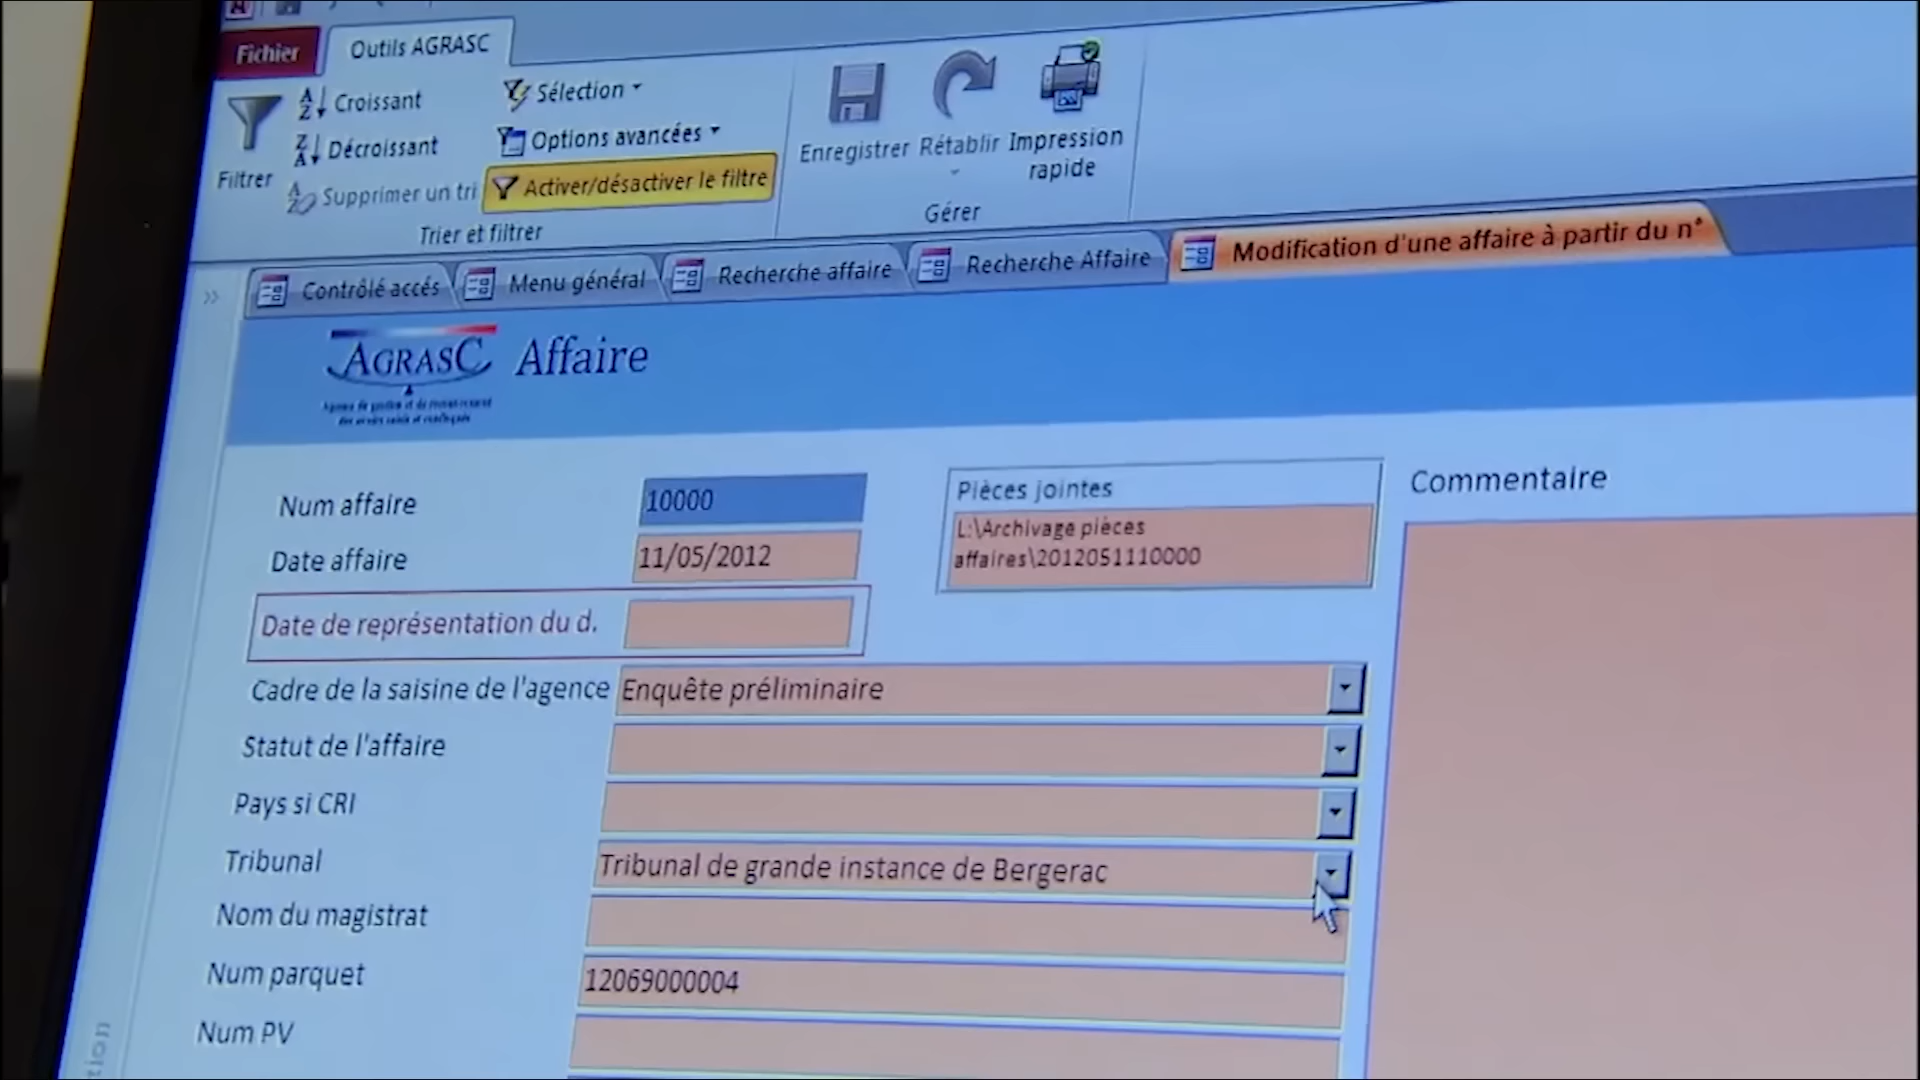 Fichier
Outils AGRASC
Filtrer
Croissant
Décroissant
Supprimer un tri
Sélection
Options avancées
Activer/désactiver le filtre
Trier et filtrer
Enregistrer
Rétablir
Impression
rapide
Gérer
Contrôlé accés
Menu général
Recherche affaire
Recherche Affaire
Modification d'une affaire à partir du n°
AGRASC
Affaire
Num affaire
10000
Date affaire
11/05/2012
Date de représentation du d.
Pièces jointes
L:\Archivage pièces
affaires\2012051110000
Commentaire
Cadre de la saisine de l'agence
Enquête préliminaire
Statut de l'affaire
Pays si CRI
Tribunal
Tribunal de grande instance de Bergerac
Nom du magistrat
Num parquet
12069000004
Num PV